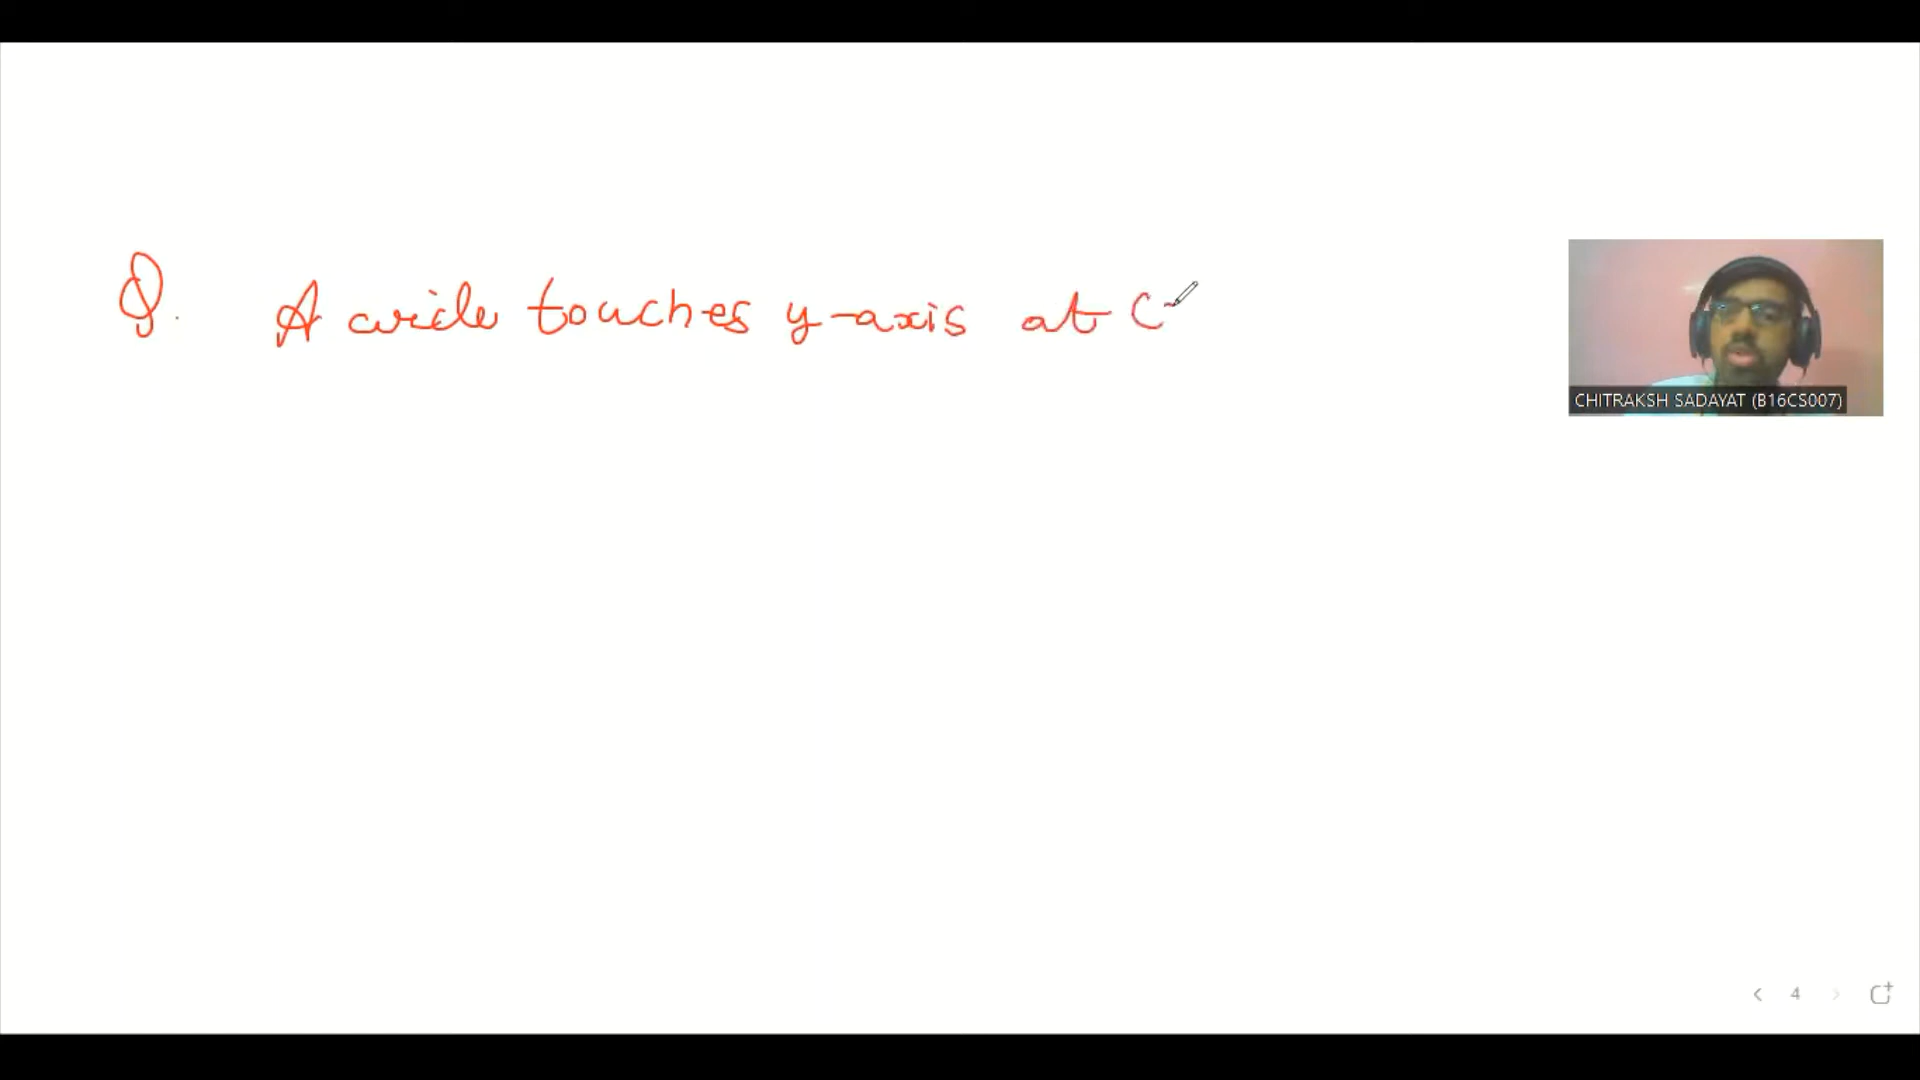 Q. A circle touches y-axis at (
CHITRAKSH SADAYAT (B16CS007)
4